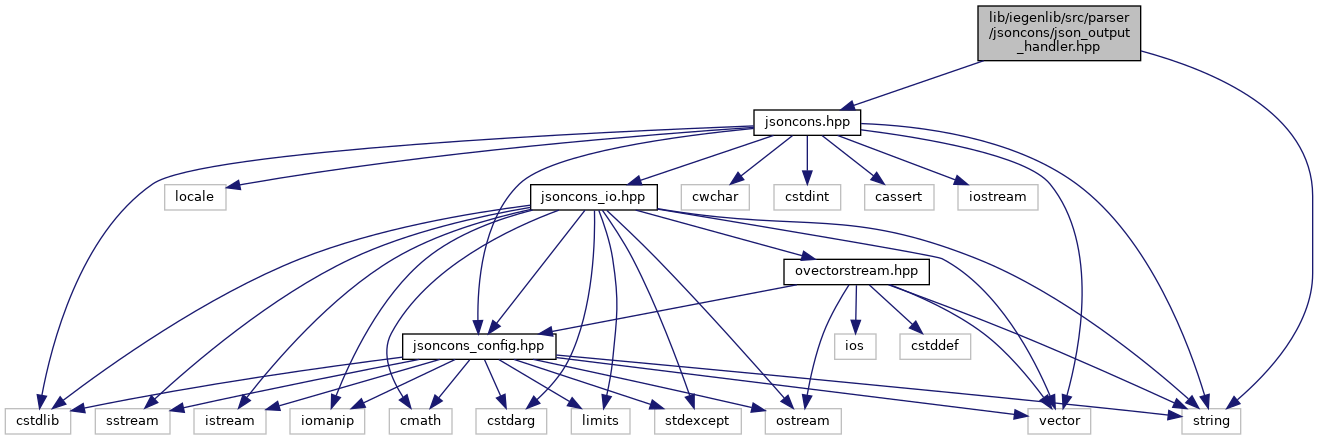 lib/iegenlib/src/parser
/jsoncons/json_output
_handler.hpp
jsoncons.hpp
locale
jsoncons_io.hpp
cwchar
cstdint
cassert
iostream
ovectorstream.hpp
jsoncons_config.hpp
ios
cstddef
cstdlib
sstream
istream
iomanip
cmath
cstdarg
limits
stdexcept
ostream
vector
string